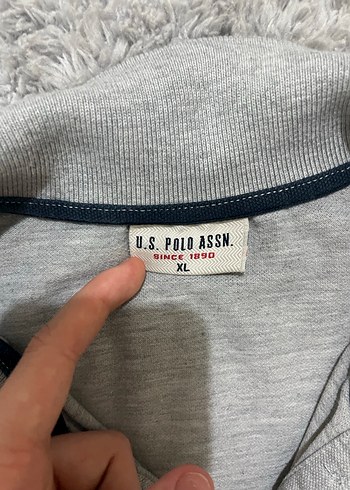 U.S. POLO ASSN.
SINCE 1890
XL